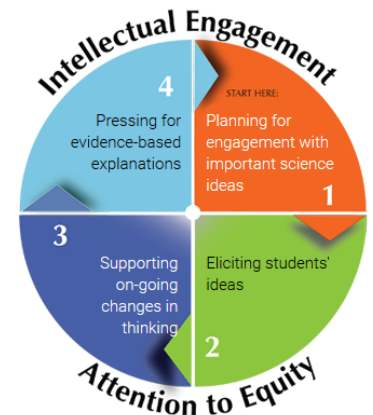 Intellectual Engagement
START HERE:
Planning for
engagement with
important science
ideas
1
Eliciting students'
ideas
2
3
Supporting
on-going
changes in
thinking
4
Pressing for
evidence-based
explanations
Attention to Equity